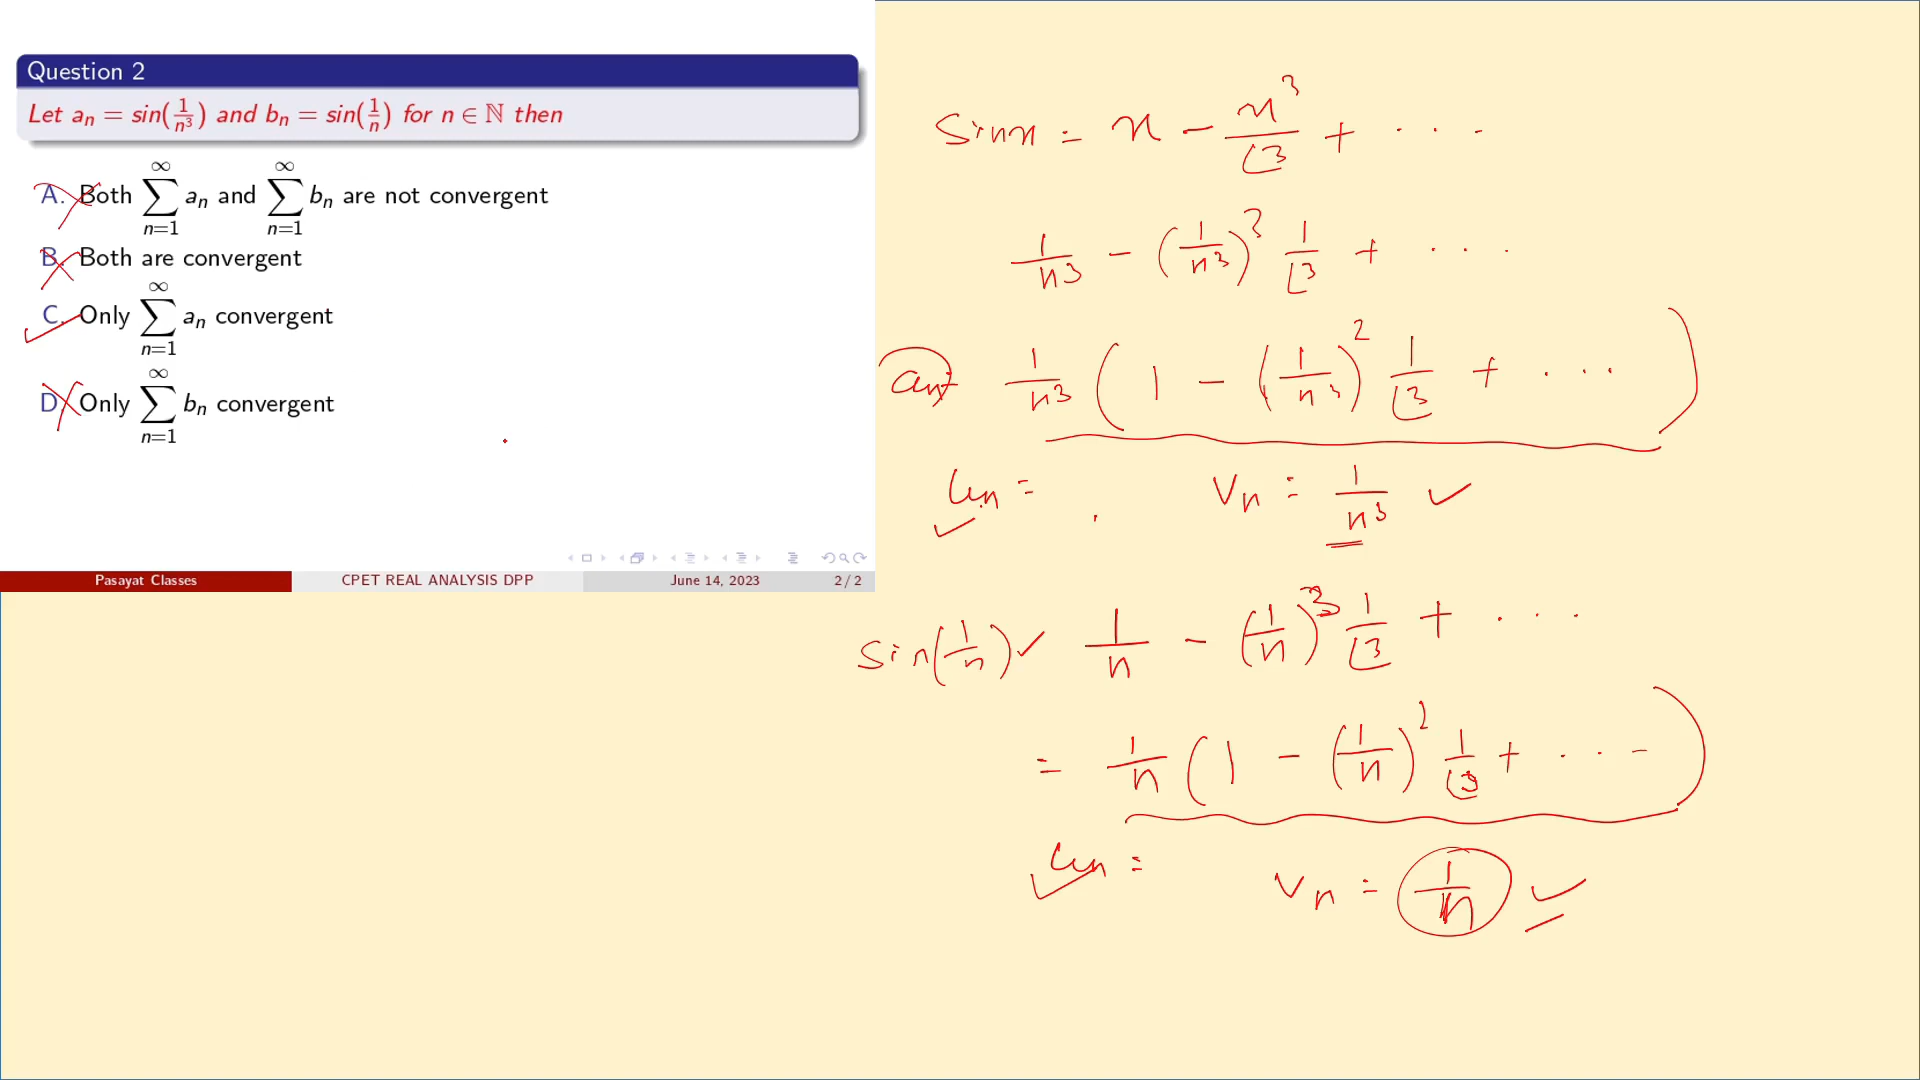 Question 2
Let aₙ = sin(1/n³) and bₙ = sin(1/n) for n ∈ ℕ then
A. Both ∑_{n=1}^{∞} aₙ and ∑_{n=1}^{∞} bₙ are not convergent
B. Both are convergent
C. Only ∑_{n=1}^{∞} aₙ convergent
D. Only ∑_{n=1}^{∞} bₙ convergent
Pasayat Classes CPET REAL ANALYSIS DPP June 14, 2023 2 / 2
sin x = x - x³/⌊3 + ....
1/n³ - (1/n³)³ 1/⌊3 + ....
aₙ = 1/n³ (1 - (1/n³)² 1/⌊3 + ....)
uₙ = vₙ = 1/n³ ✓
sin(1/n) ✓ 1/n - (1/n)³ 1/⌊3 + ....
= 1/n (1 - (1/n)² 1/⌊3 + ....)
uₙ = vₙ = 1/n ✓